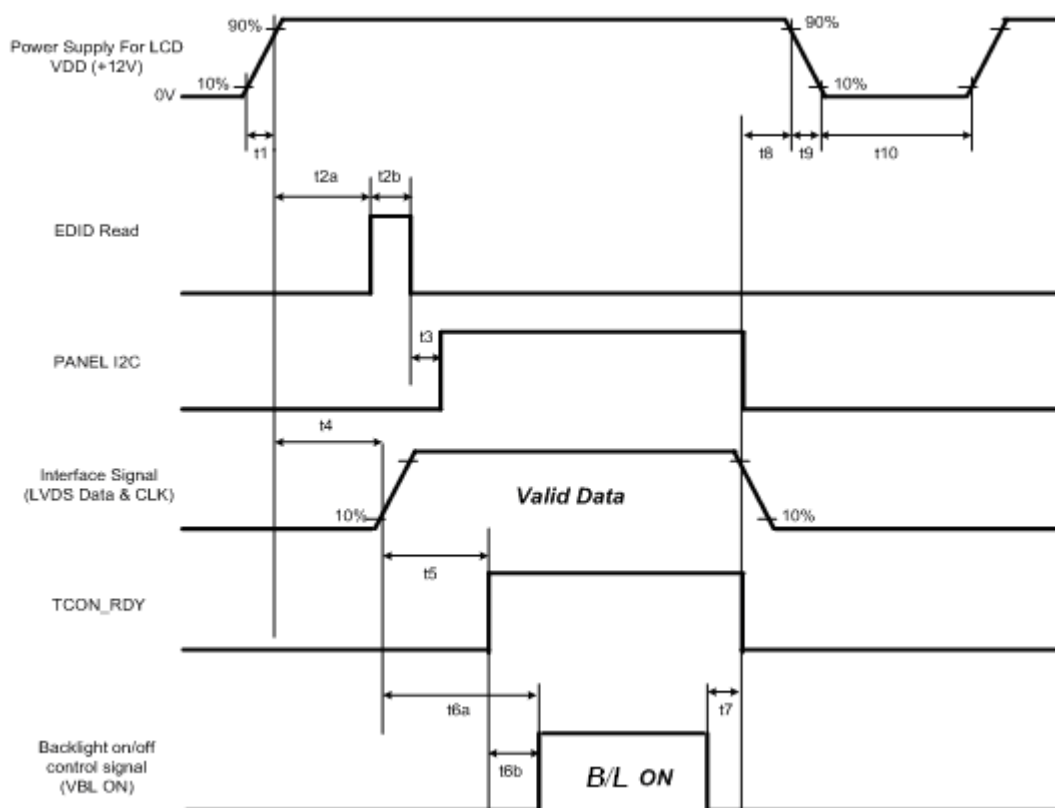 90%
90%
Power Supply For LCD
VDD (+12V)
10%
10%
0V
t1
t8
t9
t10
t2a
t2b
EDID Read
t3
PANEL I2C
t4
Interface Signal
(LVDS Data & CLK)
Valid Data
10%
10%
t5
TCON_RDY
t6a
t7
Backlight on/off
control signal
(VBL ON)
t6b
B/L ON